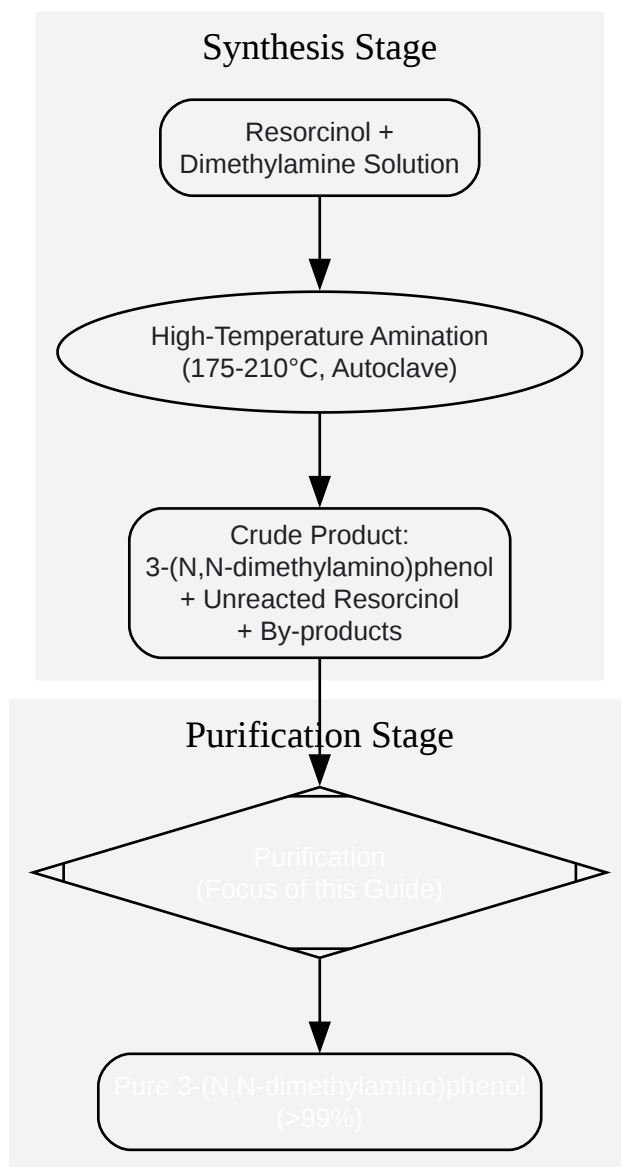 Synthesis Stage
Resorcinol +
Dimethylamine Solution
High-Temperature Amination
(175-210°C, Autoclave)
Crude Product:
3-(N,N-dimethylamino)phenol
+ Unreacted Resorcinol
+ By-products
Purification Stage
Purification
(Focus of this Guide)
Pure 3-(N,N-dimethylamino)phenol
(>99%)